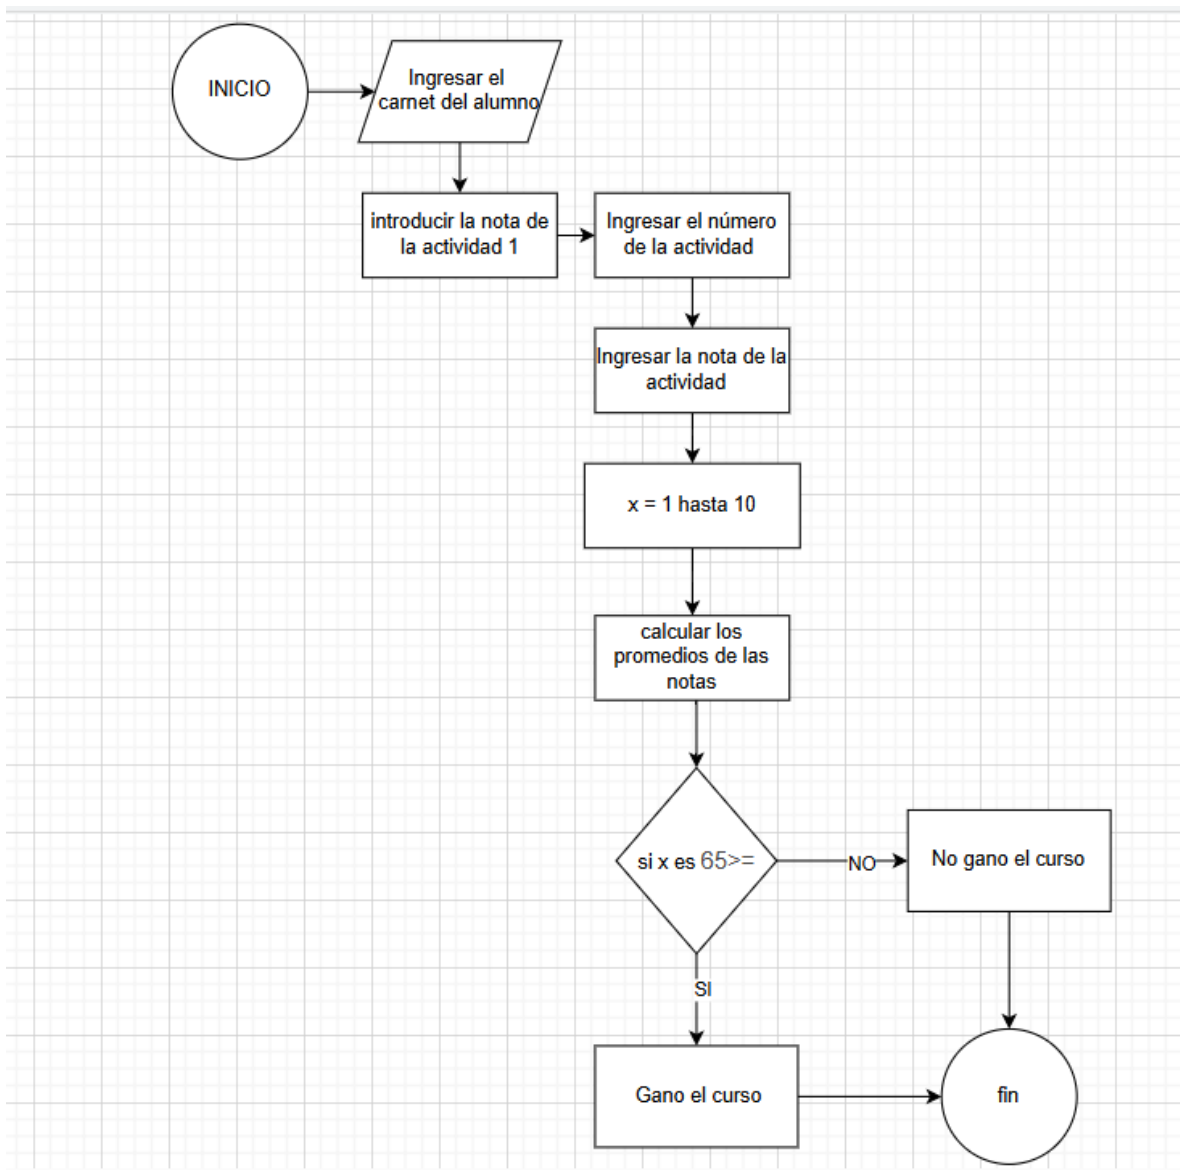 INICIO
Ingresar el
carnet del alumno
introducir la nota de
la actividad 1
Ingresar el número
de la actividad
Ingresar la nota de la
actividad
x = 1 hasta 10
calcular los
promedios de las
notas
si x es 65>=
NO
No gano el curso
SI
Gano el curso
fin